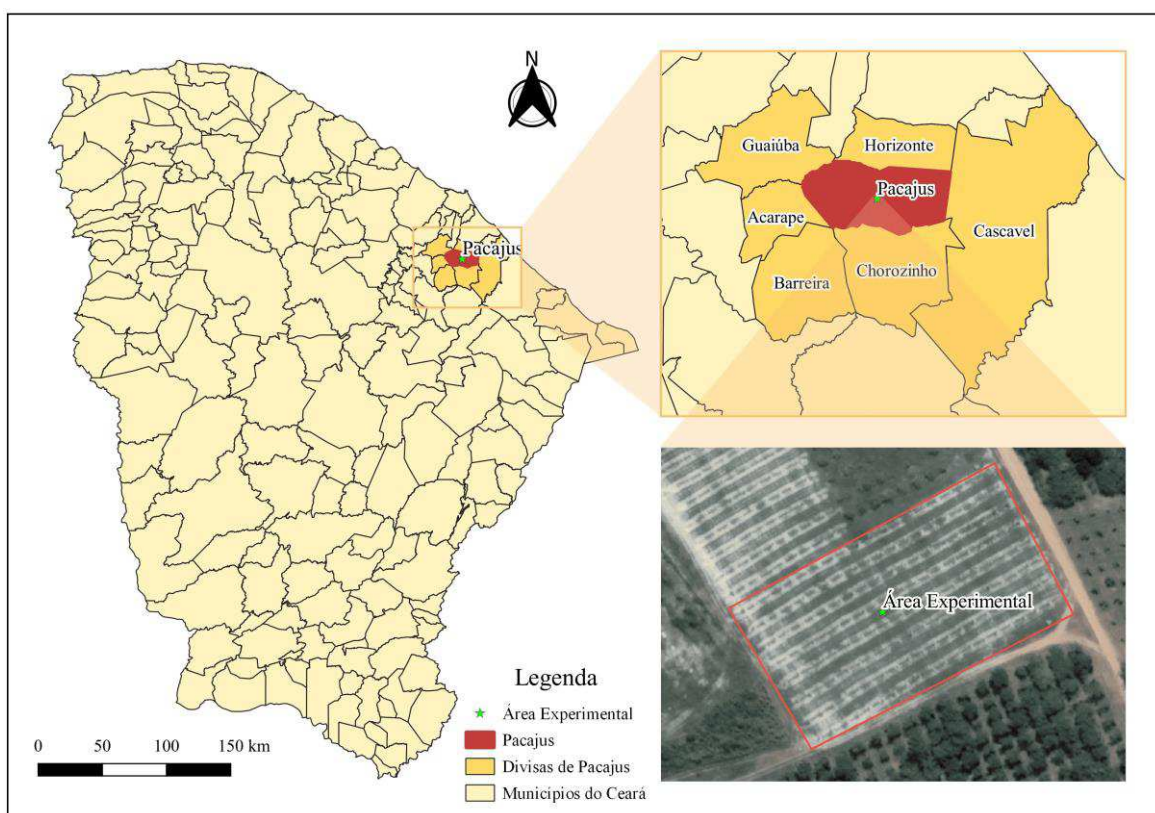 N
Pacajus
Guaiúba
Horizonte
Pacajus
Acarape
Cascavel
Barreira
Chorozinho
Área Experimental
Legenda
Área Experimental
Pacajus
Divisas de Pacajus
Municípios do Ceará
0 50 100 150 km